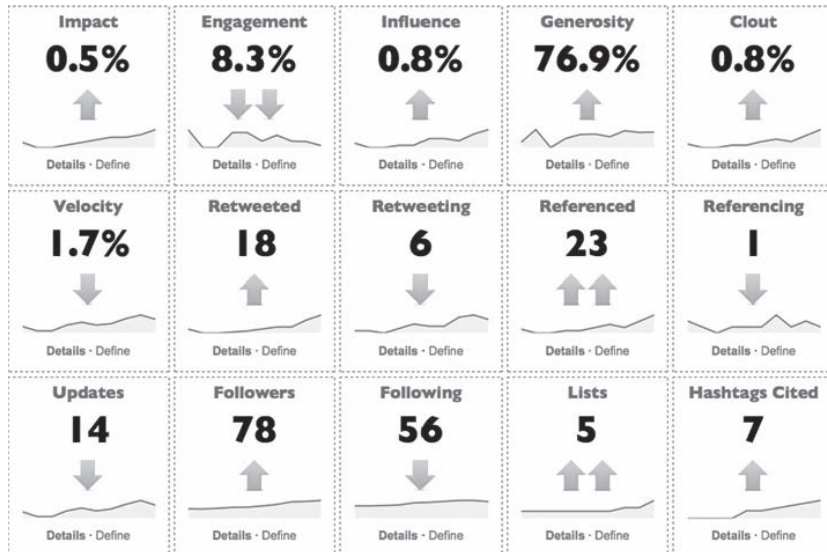 Impact Engagement Influence Generosity Clout
0.5% 8.3% 0.8% 76.9% 0.8%
Details · Define Details · Define Details · Define Details · Define Details · Define
Velocity Retweeted Retweeting Referenced Referencing
1.7% 18 6 23 1
Details · Define Details · Define Details · Define Details · Define Details · Define
Updates Followers Following Lists Hashtags Cited
14 78 56 5 7
Details · Define Details · Define Details · Define Details · Define Details · Define